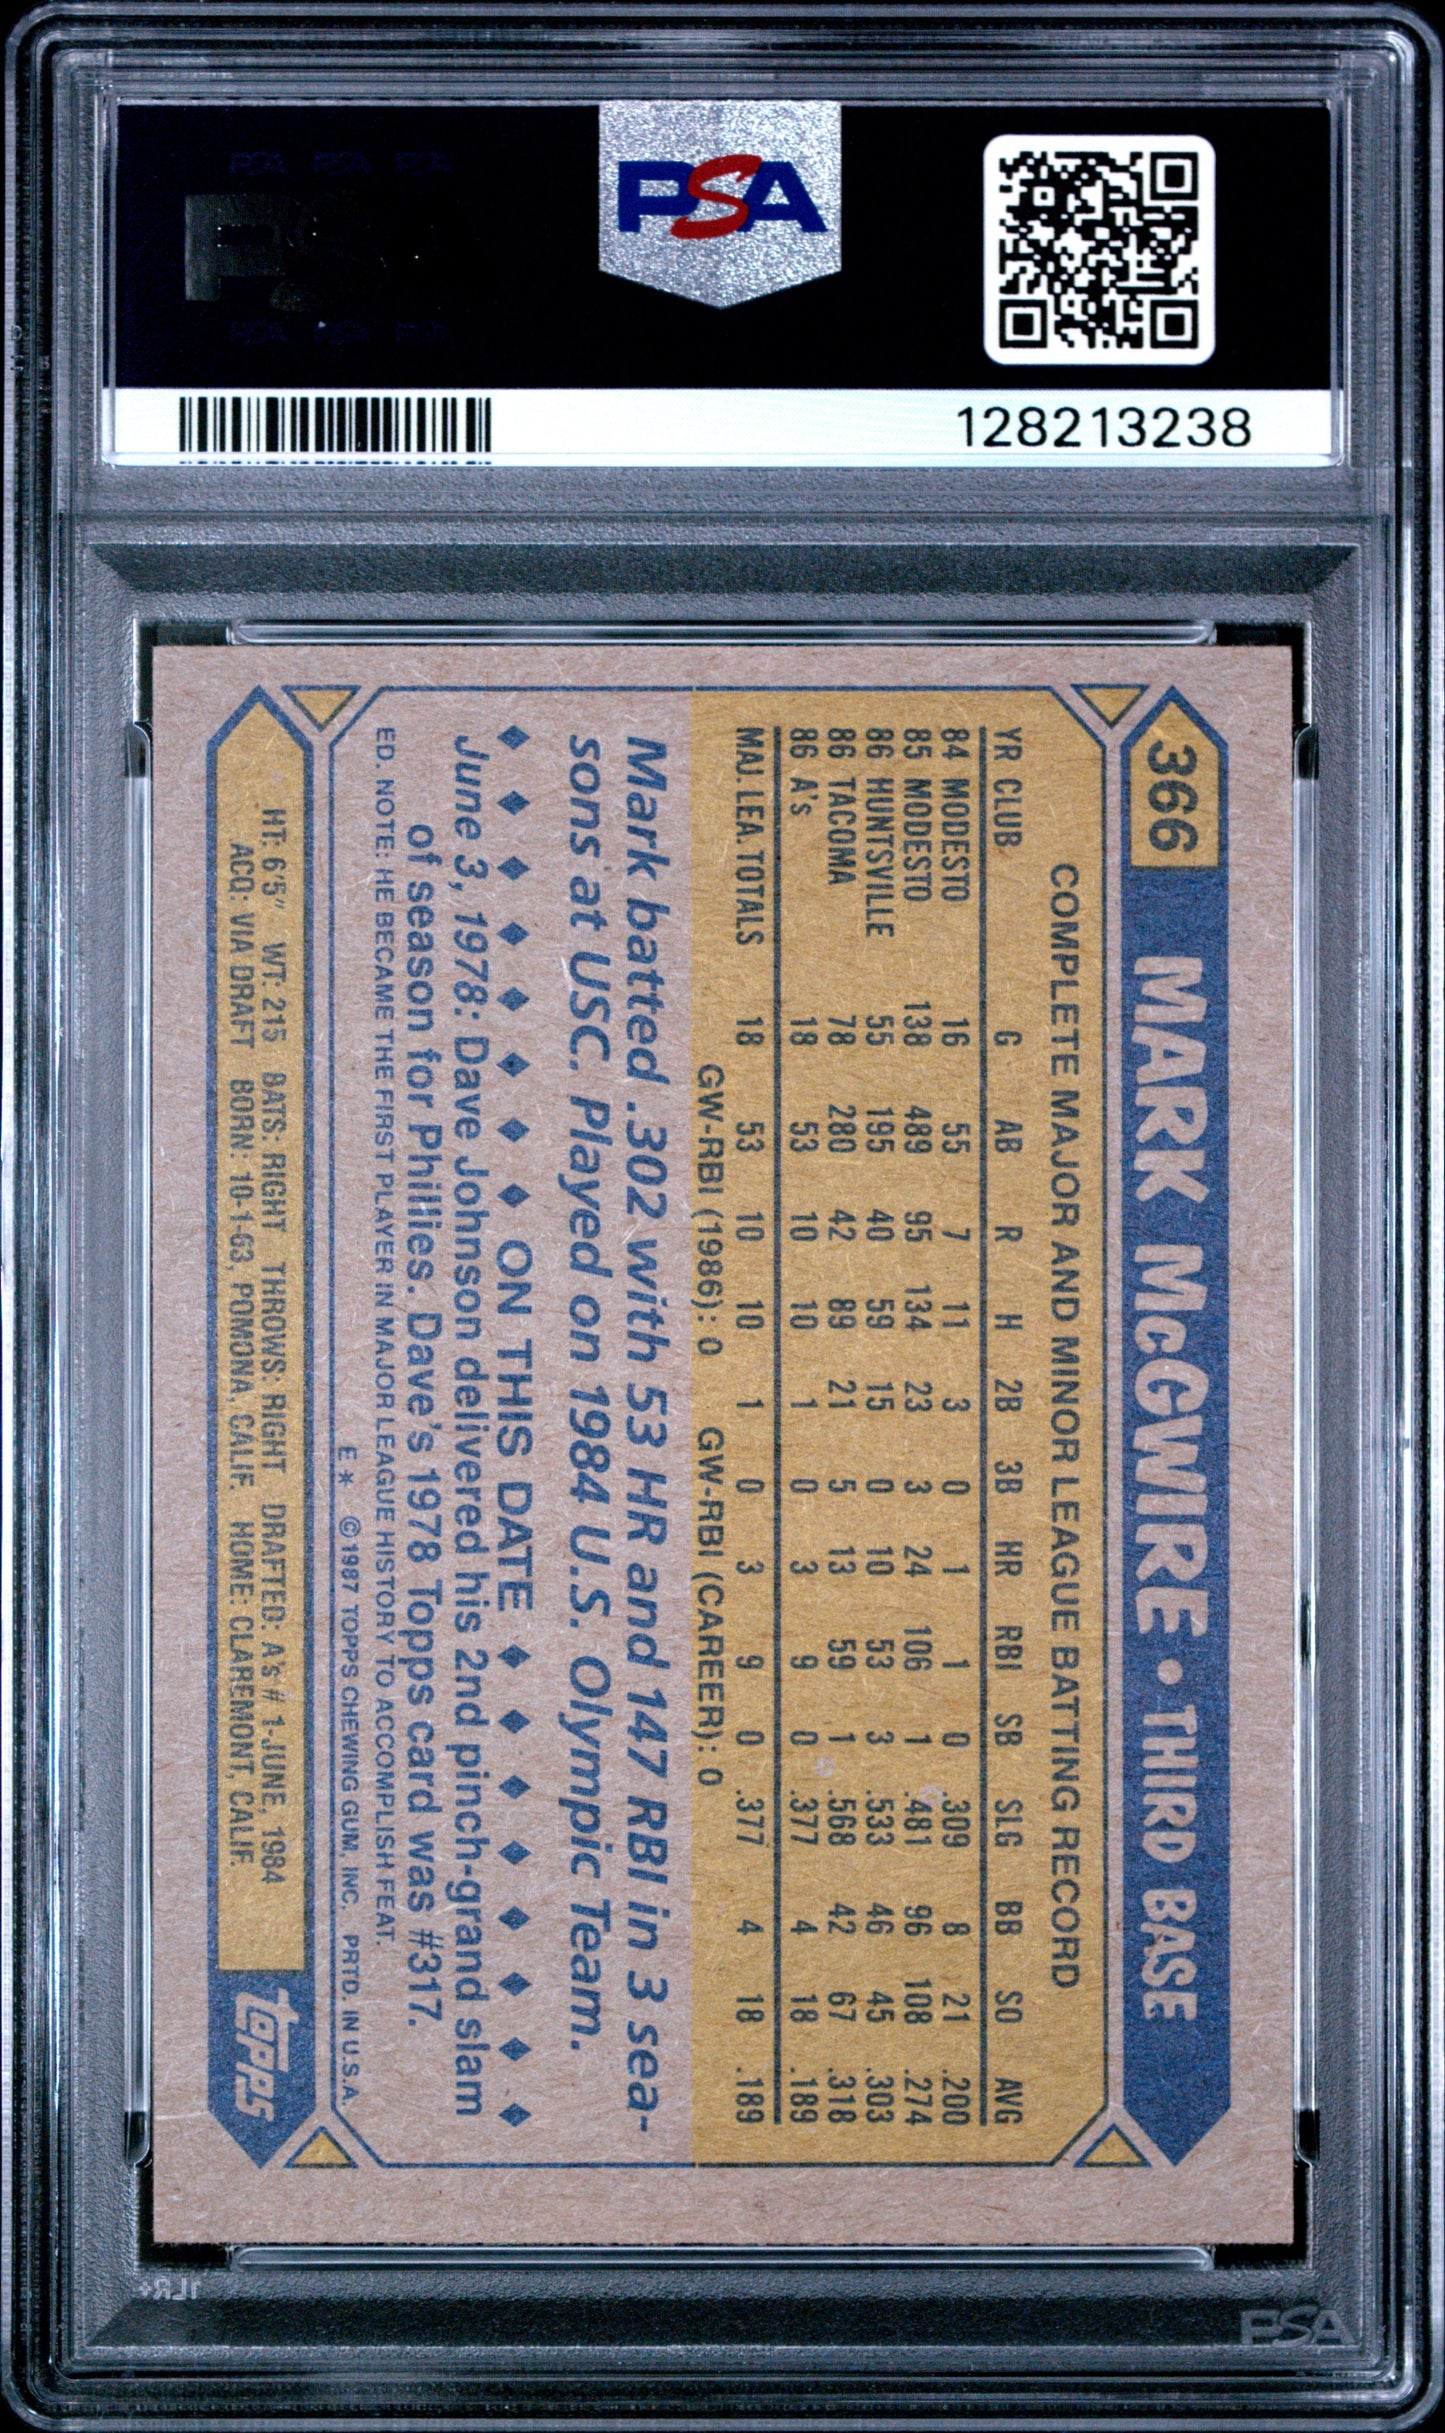 PSA PSA PSA
PSA
PSA PSA PSA
PSA
128213238
366 MARK McGWIRE • THIRD BASE
COMPLETE MAJOR AND MINOR LEAGUE BATTING RECORD
YR CLUB G AB R H 2B 3B HR RBI SB SLG BB SO AVG
84 MODESTO 16 55 7 11 3 0 1 1 0 .309 8 21 .200
85 MODESTO 138 489 95 134 23 3 24 106 1 .481 96 108 .274
86 HUNTSVILLE 55 195 40 59 15 0 10 53 3 .533 46 45 .303
86 TACOMA 78 280 42 89 21 5 13 59 1 .568 42 67 .318
86 A's 18 53 10 10 1 0 3 9 0 .377 4 18 .189
MAJ. LEA. TOTALS 18 53 10 10 1 0 3 9 0 .377 4 18 .189
GW-RBI (1986): 0 GW-RBI (CAREER): 0
Mark batted .302 with 53 HR and 147 RBI in 3 sea-
sons at USC. Played on 1984 U.S. Olympic Team.
◆ ◆ ◆ ◆ ◆ ◆ ◆ ◆ ON THIS DATE ◆ ◆ ◆ ◆ ◆ ◆ ◆ ◆
June 3, 1978: Dave Johnson delivered his 2nd pinch-grand slam
of season for Phillies. Dave's 1978 Topps card was #317.
ED. NOTE: HE BECAME THE FIRST PLAYER IN MAJOR LEAGUE HISTORY TO ACCOMPLISH FEAT.
E* ©1987 TOPPS CHEWING GUM, INC. PRTD. IN U.S.A.
HT: 6'5" WT: 215 BATS: RIGHT THROWS: RIGHT DRAFTED: A's #1-JUNE, 1984
ACQ: VIA DRAFT BORN: 10-1-63, POMONA, CALIF. HOME: CLAREMONT, CALIF.
topps
1LR+
PSA